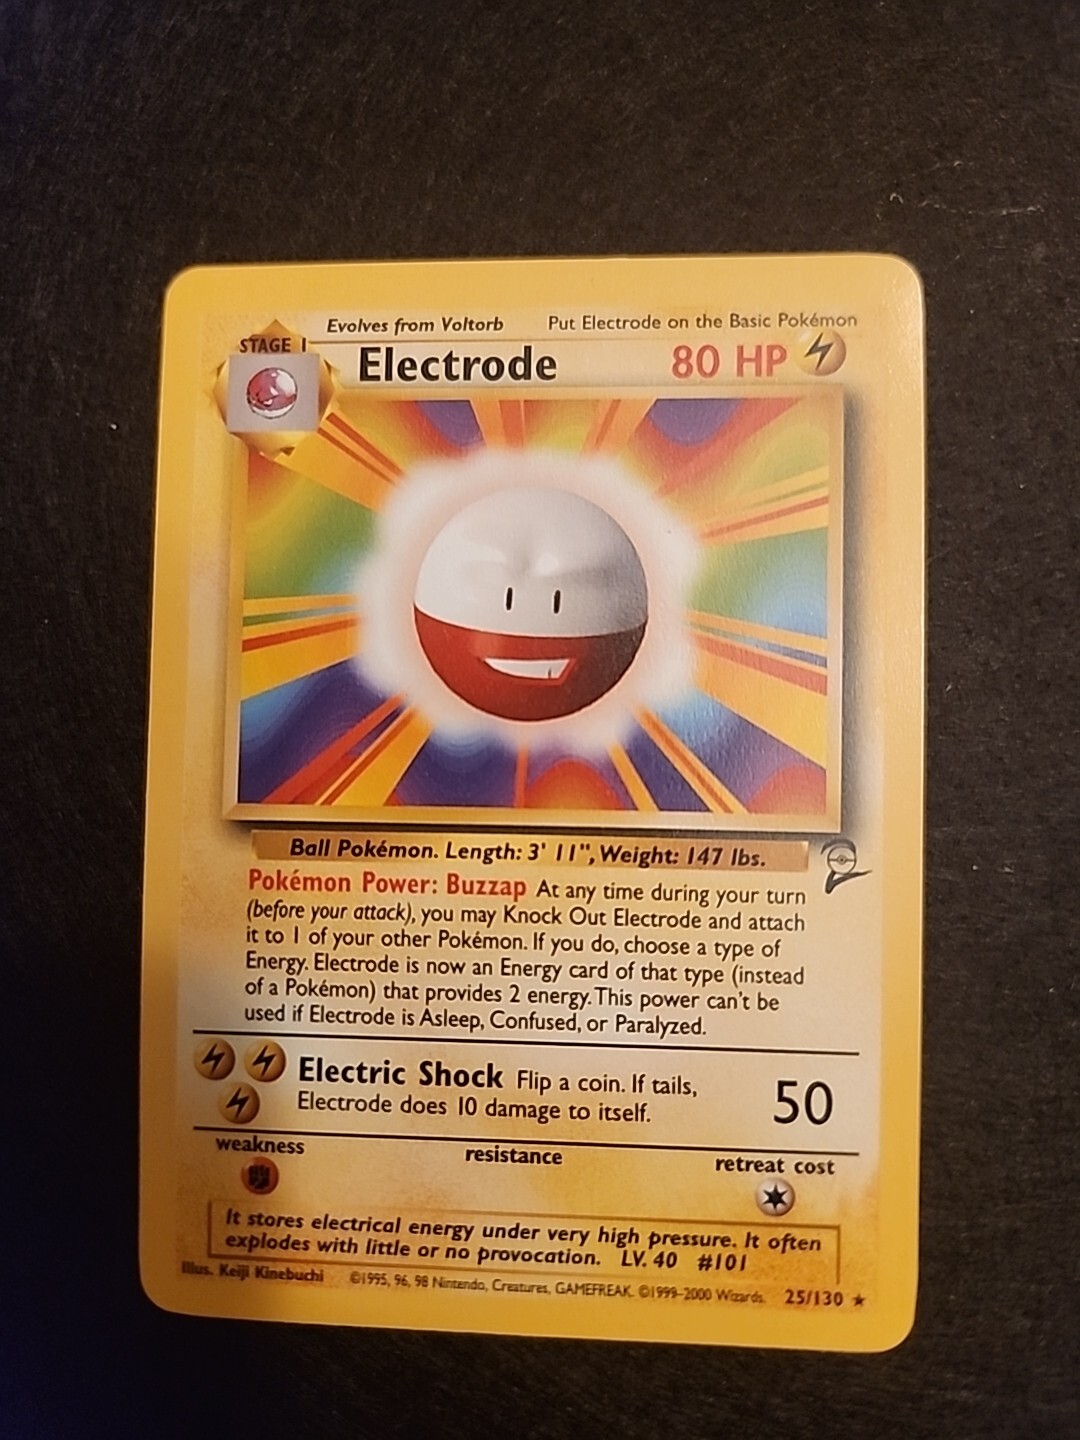 Evolves from Voltorb Put Electrode on the Basic Pokémon
STAGE 1
Electrode 80 HP
Ball Pokémon. Length: 3' 11", Weight: 147 lbs.
Pokémon Power: Buzzap At any time during your turn
(before your attack), you may Knock Out Electrode and attach
it to 1 of your other Pokémon. If you do, choose a type of
Energy. Electrode is now an Energy card of that type (instead
of a Pokémon) that provides 2 energy. This power can't be
used if Electrode is Asleep, Confused, or Paralyzed.
Electric Shock Flip a coin. If tails,
Electrode does 10 damage to itself.
50
weakness resistance retreat cost
It stores electrical energy under very high pressure. It often
explodes with little or no provocation. LV. 40 #101
Illus. Keiji Kinebuchi ©1995, 96, 98 Nintendo, Creatures, GAMEFREAK. ©1999-2000 Wizards. 25/130 ★